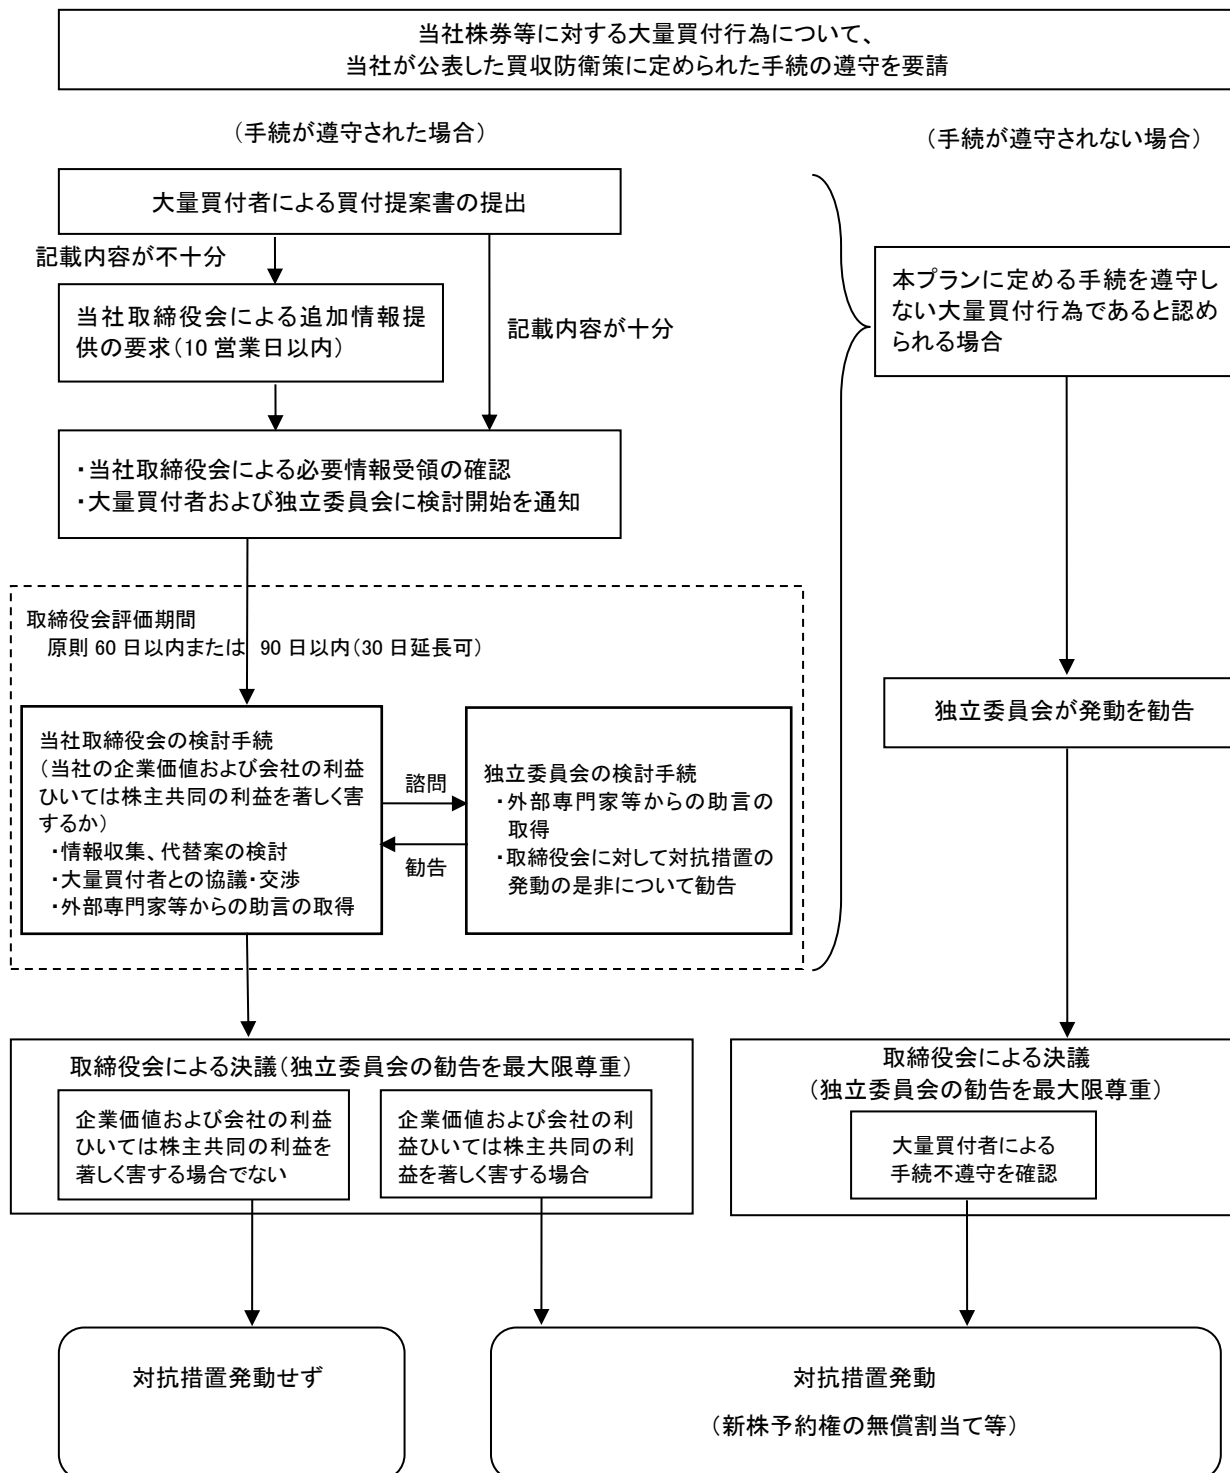 当社株券等に対する大量買付行為について、
当社が公表した買収防衛策に定められた手続の遵守を要請
（手続が遵守された場合）
（手続が遵守されない場合）
大量買付者による買付提案書の提出
記載内容が不十分
当社取締役会による追加情報提
供の要求（10 営業日以内）
記載内容が十分
本プランに定める手続を遵守し
ない大量買付行為であると認め
られる場合
・当社取締役会による必要情報受領の確認
・大量買付者および独立委員会に検討開始を通知
取締役会評価期間
原則 60 日以内または 90 日以内（30 日延長可）
独立委員会が発動を勧告
当社取締役会の検討手続
（当社の企業価値および会社の利益
ひいては株主共同の利益を著しく害
するか）
・情報収集、代替案の検討
・大量買付者との協議・交渉
・外部専門家等からの助言の取得
諮問
勧告
独立委員会の検討手続
・外部専門家等からの助言の
取得
・取締役会に対して対抗措置の
発動の是非について勧告
取締役会による決議（独立委員会の勧告を最大限尊重）
企業価値および会社の利益
ひいては株主共同の利益を
著しく害する場合でない
企業価値および会社の利
益ひいては株主共同の利
益を著しく害する場合
取締役会による決議
（独立委員会の勧告を最大限尊重）
大量買付者による
手続不遵守を確認
対抗措置発動せず
対抗措置発動
（新株予約権の無償割当て等）